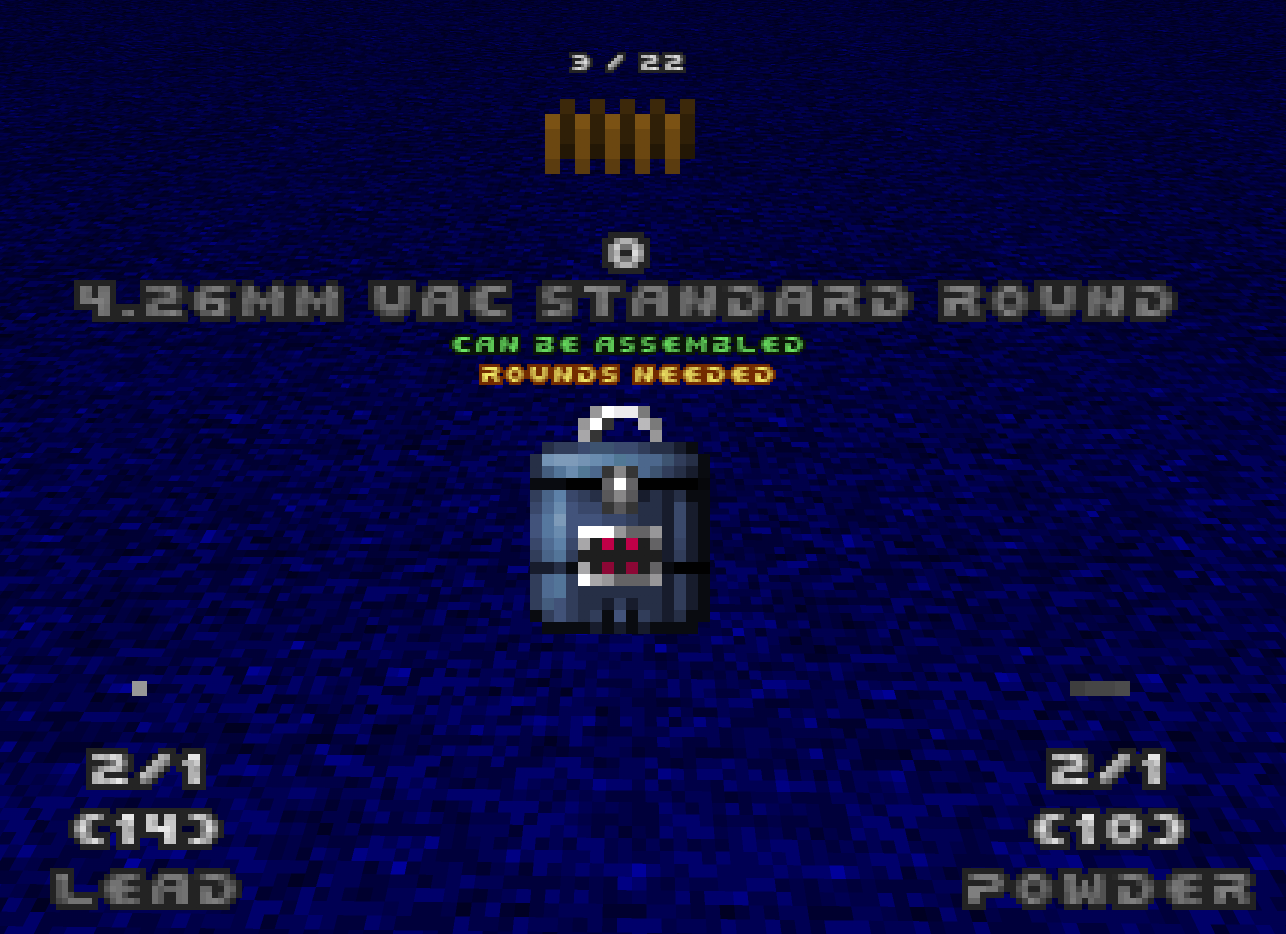 3 / 22
0
4.26MM VAC STANDARD ROUND
CAN BE ASSEMBLED
ROUNDS NEEDED
2/1
(14)
LEAD
2/1
(10)
POWDER